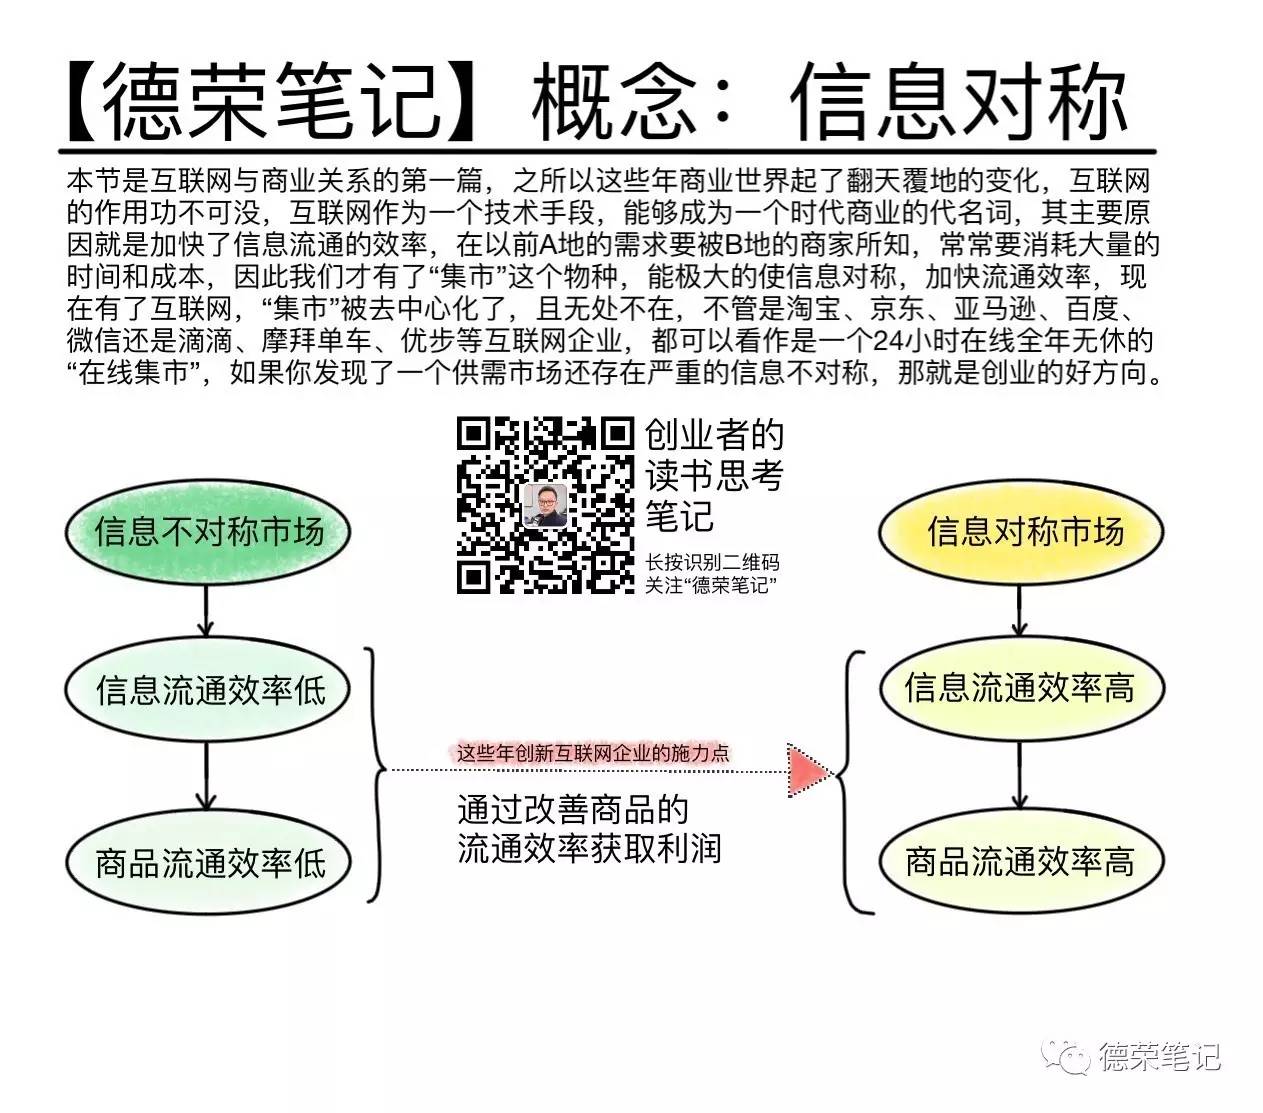 【德荣笔记】概念：信息对称
本节是互联网与商业关系的第一篇，之所以这些年商业世界起了翻天覆地的变化，互联网
的作用功不可没，互联网作为一个技术手段，能够成为一个时代商业的代名词，其主要原
因就是加快了信息流通的效率，在以前A地的需求要被B地的商家所知，常常要消耗大量的
时间和成本，因此我们才有了“集市”这个物种，能极大的使信息对称，加快流通效率，现
在有了互联网，“集市”被去中心化了，且无处不在，不管是淘宝、京东、亚马逊、百度、
微信还是滴滴、摩拜单车、优步等互联网企业，都可以看作是一个24小时在线全年无休的
“在线集市”，如果你发现了一个供需市场还存在严重的信息不对称，那就是创业的好方向。
创业者的
读书思考
笔记
长按识别二维码
关注“德荣笔记”
信息不对称市场
信息流通效率低
商品流通效率低
这些年创新互联网企业的施力点
通过改善商品的
流通效率获取利润
信息对称市场
信息流通效率高
商品流通效率高
德荣笔记